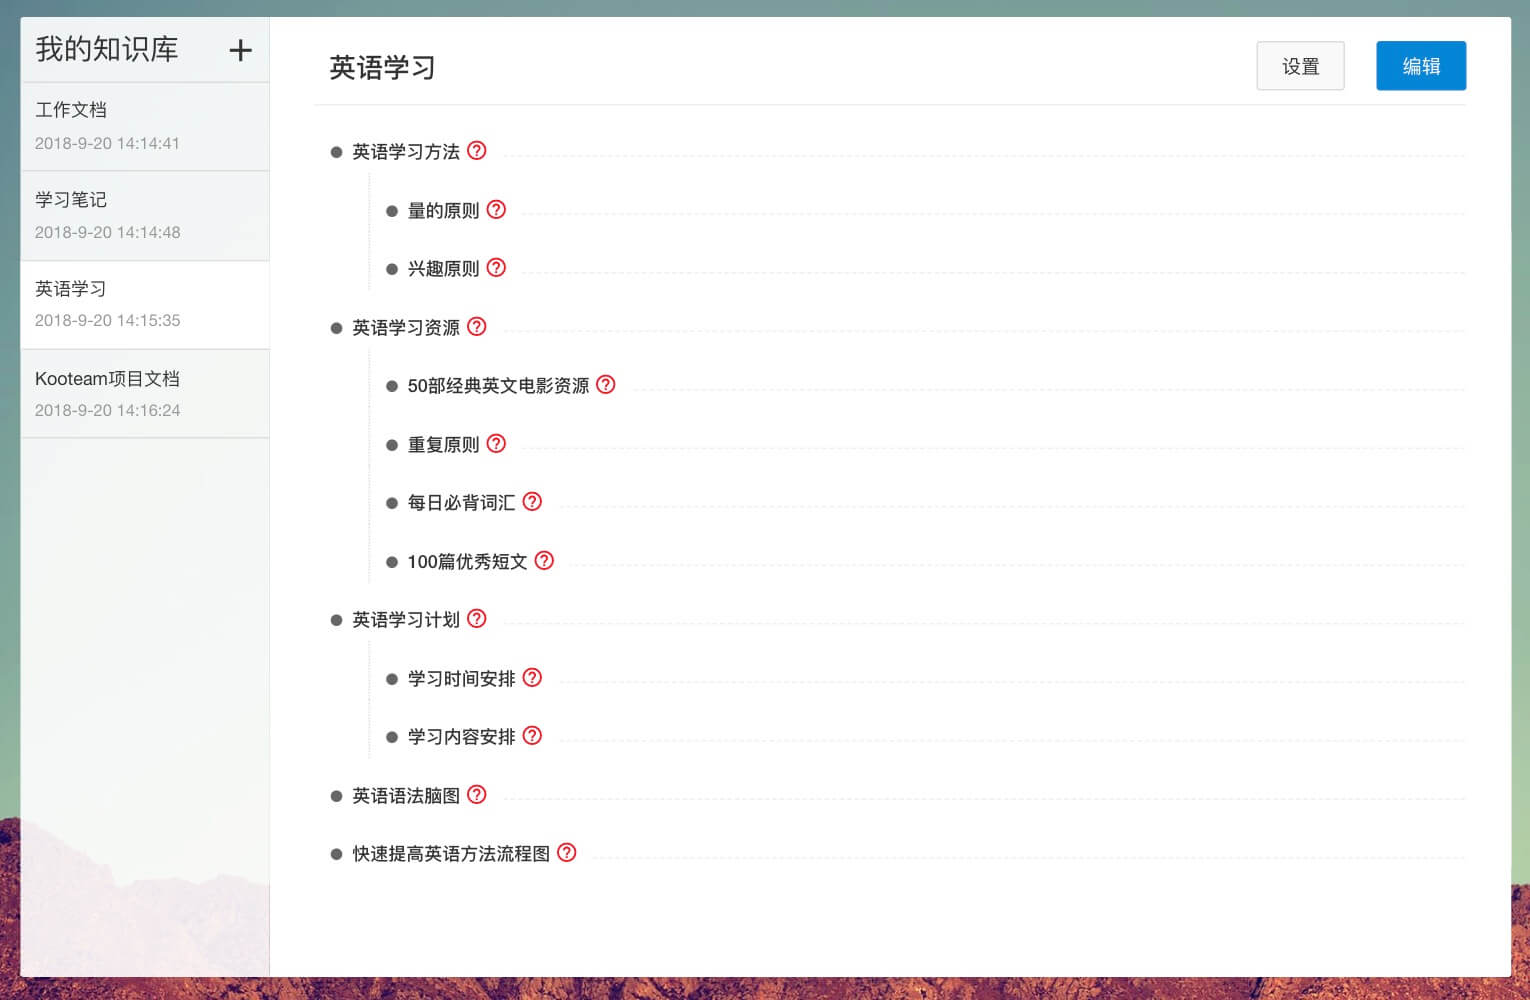 我的知识库
工作文档
2018-9-20 14:14:41
学习笔记
2018-9-20 14:14:48
英语学习
2018-9-20 14:15:35
Kooteam项目文档
2018-9-20 14:16:24
英语学习
设置
编辑
英语学习方法
量的原则
兴趣原则
英语学习资源
50部经典英文电影资源
重复原则
每日必背词汇
100篇优秀短文
英语学习计划
学习时间安排
学习内容安排
英语语法脑图
快速提高英语方法流程图